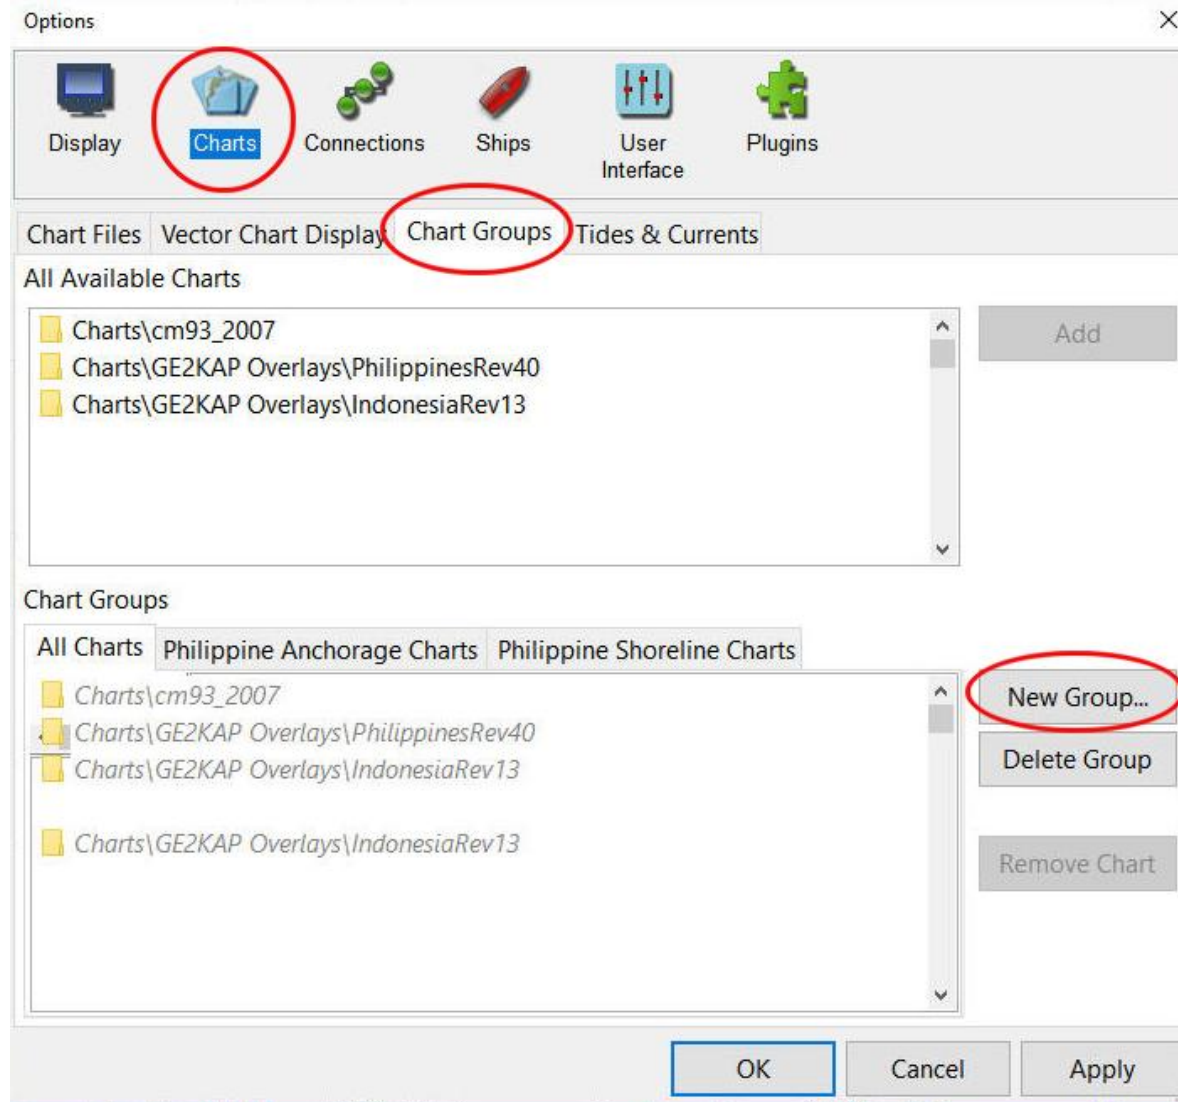 Options
Display Charts Connections Ships User Interface Plugins
Chart Files Vector Chart Display Chart Groups Tides & Currents
All Available Charts
Charts\cm93_2007
Charts\GE2KAP Overlays\PhilippinesRev40
Charts\GE2KAP Overlays\IndonesiaRev13
Add
Chart Groups
All Charts Philippine Anchorage Charts Philippine Shoreline Charts
Charts\cm93_2007
Charts\GE2KAP Overlays\PhilippinesRev40
Charts\GE2KAP Overlays\IndonesiaRev13
Charts\GE2KAP Overlays\IndonesiaRev13
New Group...
Delete Group
Remove Chart
OK Cancel Apply